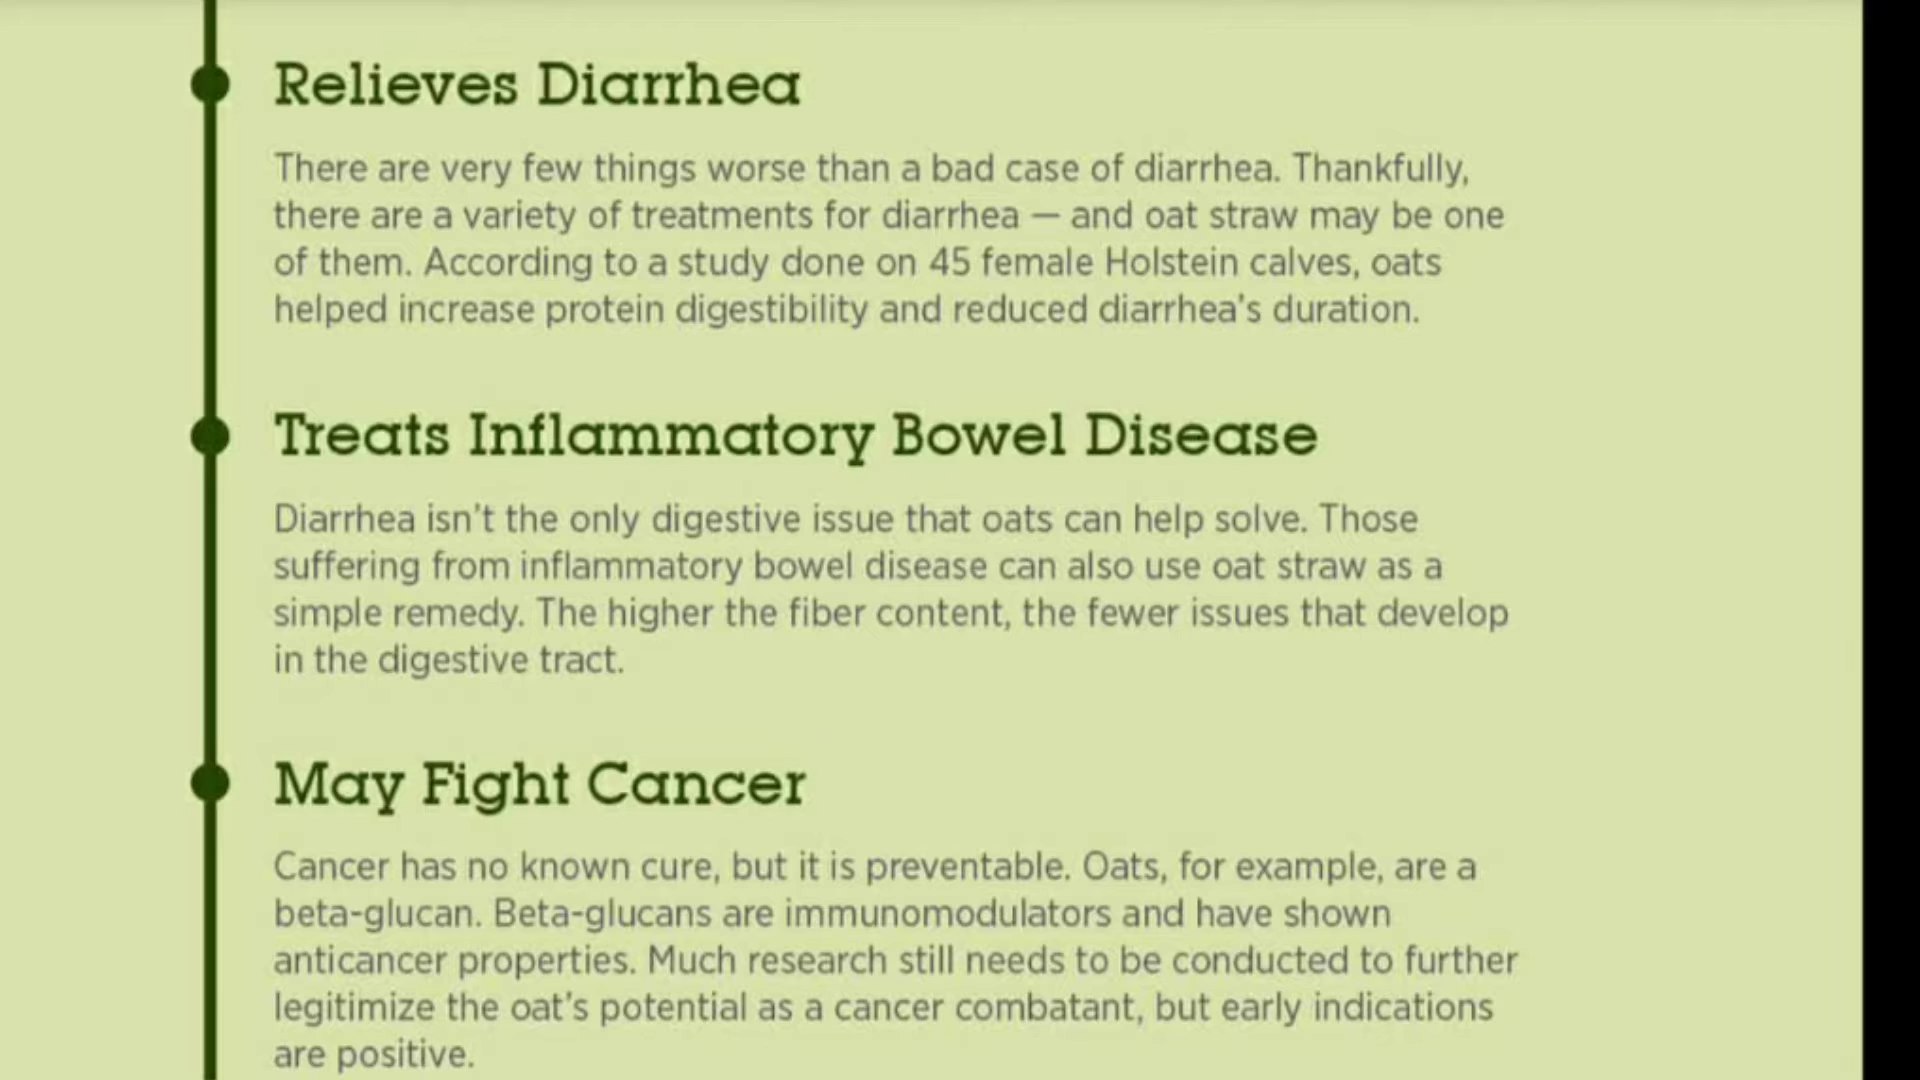 Relieves Diarrhea
There are very few things worse than a bad case of diarrhea. Thankfully,
there are a variety of treatments for diarrhea — and oat straw may be one
of them. According to a study done on 45 female Holstein calves, oats
helped increase protein digestibility and reduced diarrhea's duration.
Treats Inflammatory Bowel Disease
Diarrhea isn't the only digestive issue that oats can help solve. Those
suffering from inflammatory bowel disease can also use oat straw as a
simple remedy. The higher the fiber content, the fewer issues that develop
in the digestive tract.
May Fight Cancer
Cancer has no known cure, but it is preventable. Oats, for example, are a
beta-glucan. Beta-glucans are immunomodulators and have shown
anticancer properties. Much research still needs to be conducted to further
legitimize the oat's potential as a cancer combatant, but early indications
are positive.